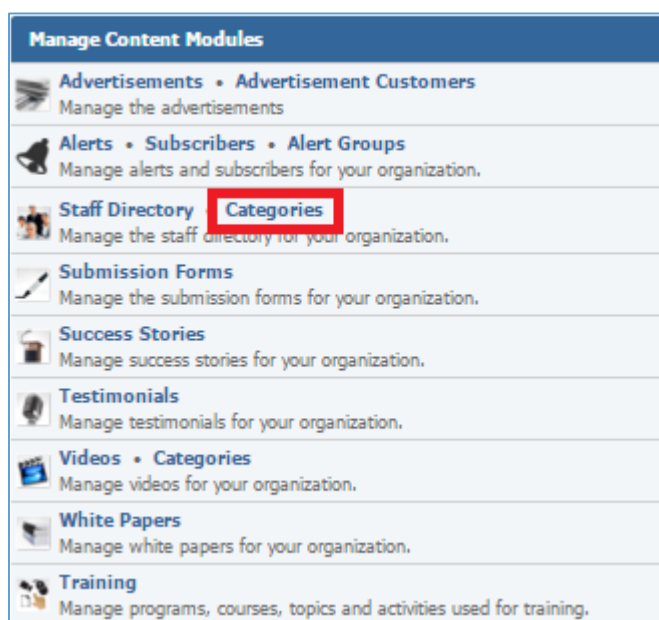 Manage Content Modules
Advertisements • Advertisement Customers
Manage the advertisements
Alerts • Subscribers • Alert Groups
Manage alerts and subscribers for your organization.
Staff Directory • Categories
Manage the staff directory for your organization.
Submission Forms
Manage the submission forms for your organization.
Success Stories
Manage success stories for your organization.
Testimonials
Manage testimonials for your organization.
Videos • Categories
Manage videos for your organization.
White Papers
Manage white papers for your organization.
Training
Manage programs, courses, topics and activities used for training.